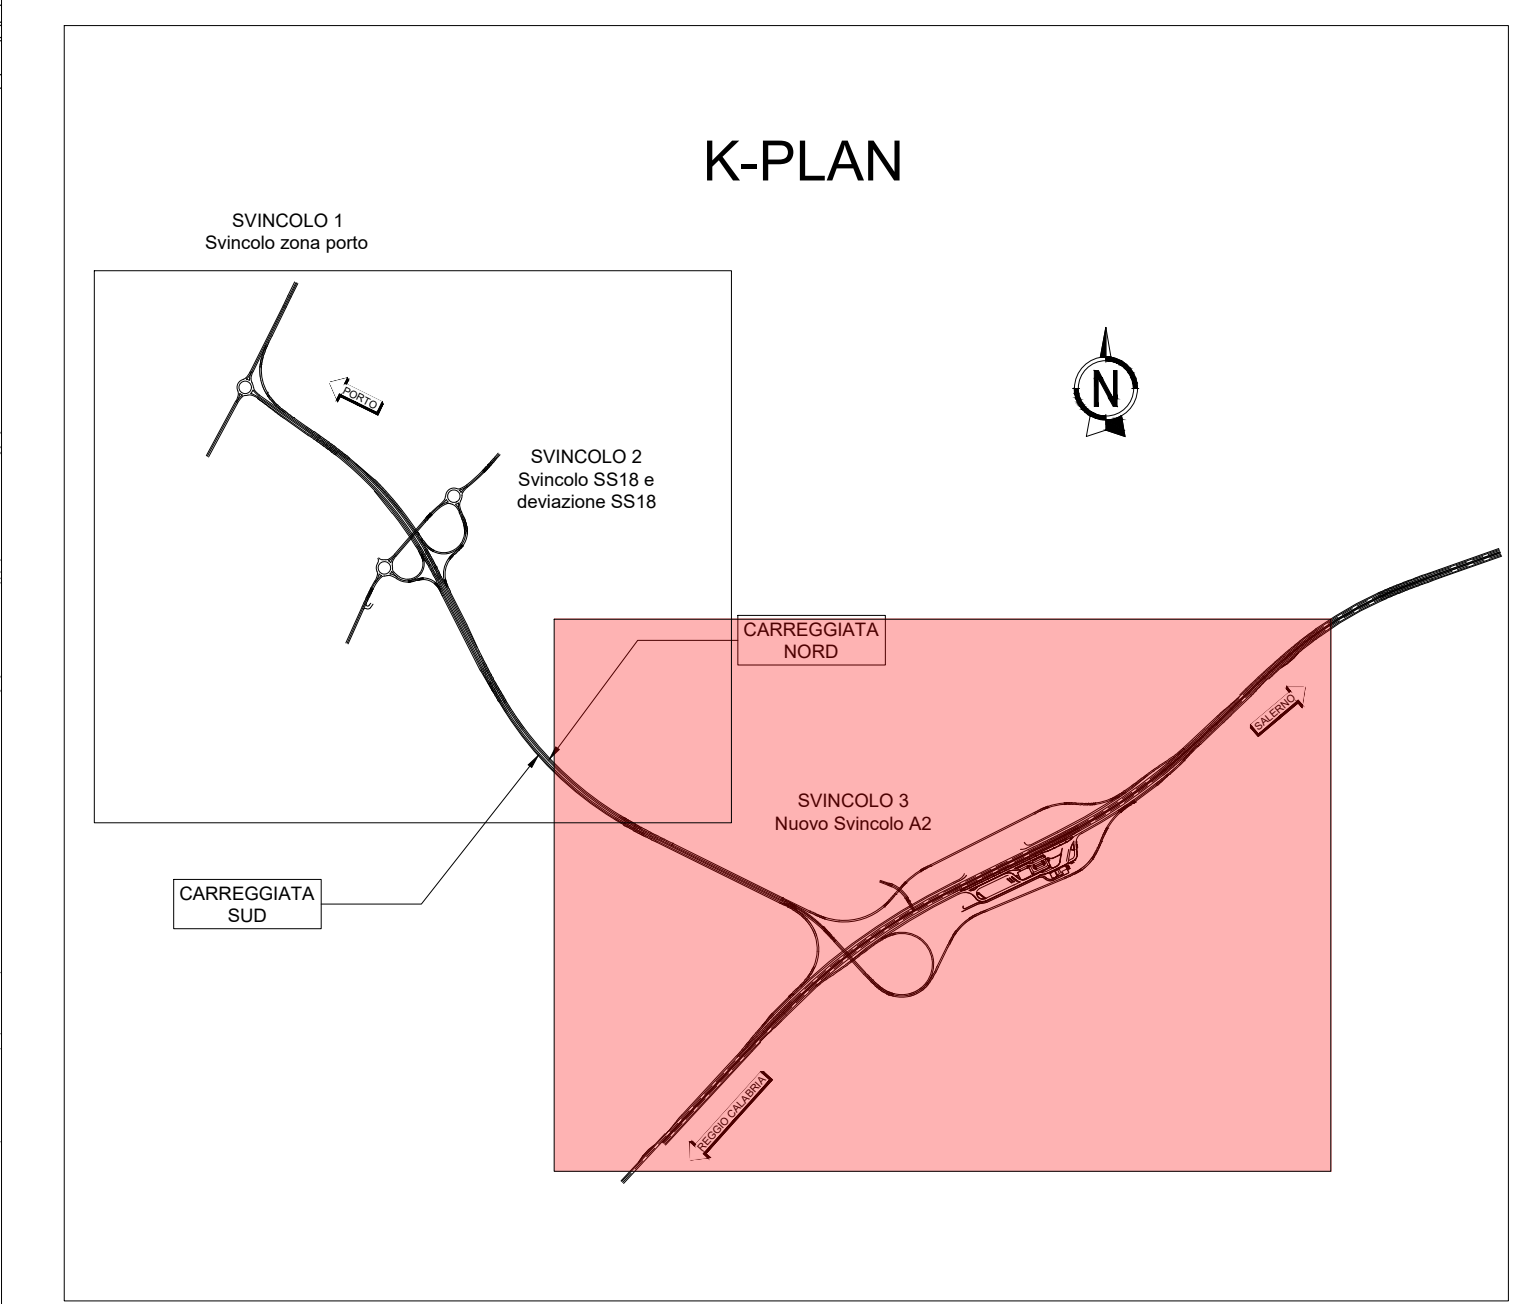 K-PLAN
SVINCOLO 1
Svincolo zona porto
PORTO
N
SVINCOLO 2
Svincolo SS18 e
deviazione SS18
CARREGGIATA
NORD
SALERNO
SVINCOLO 3
Nuovo Svincolo A2
CARREGGIATA
SUD
REGGIO CALABRIA